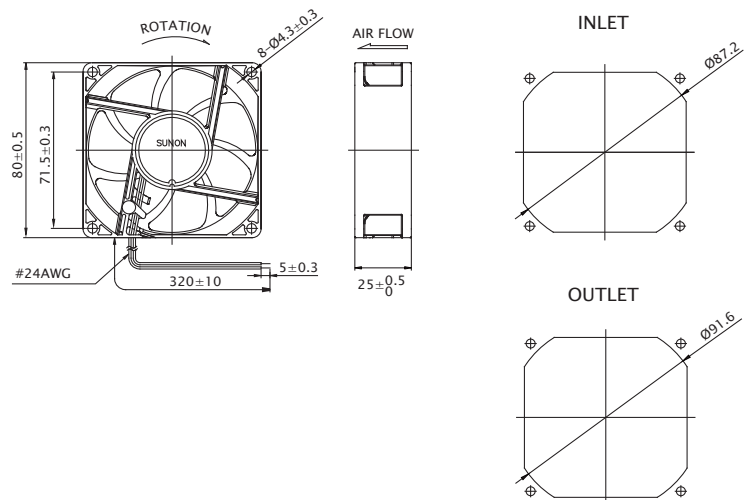 ROTATION
8-Ø4.3±0.3
80±0.5
71.5±0.3
SUNON
#24AWG
320±10
5±0.3
AIR FLOW
25±0.5
0
INLET
Ø87.2
OUTLET
Ø91.6